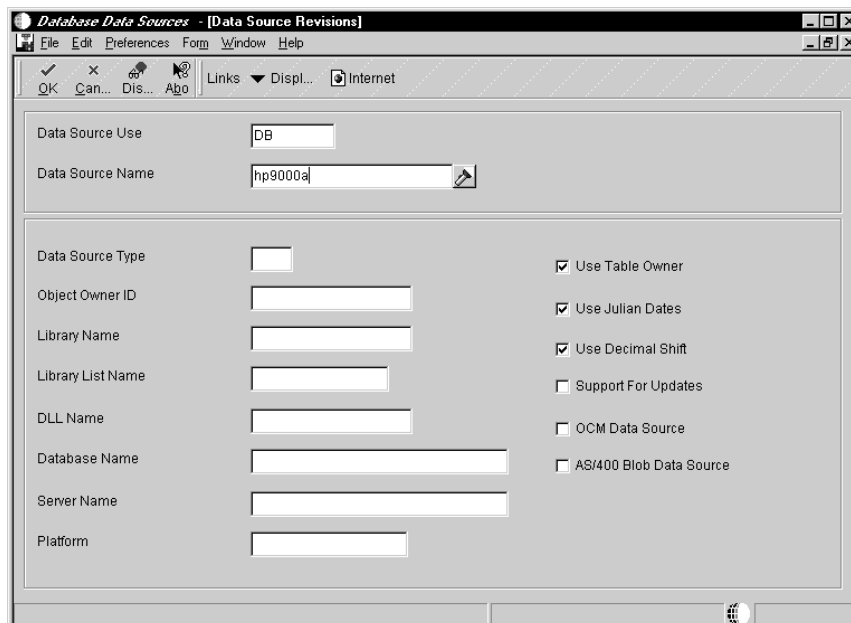 Database Data Sources - [Data Source Revisions]
File Edit Preferences Form Window Help
OK Can... Dis... Abo Links Displ... Internet
Data Source Use DB
Data Source Name hp9000a
Data Source Type
Use Table Owner
Object Owner ID
Use Julian Dates
Library Name
Use Decimal Shift
Library List Name
Support For Updates
DLL Name
OCM Data Source
Database Name
AS/400 Blob Data Source
Server Name
Platform